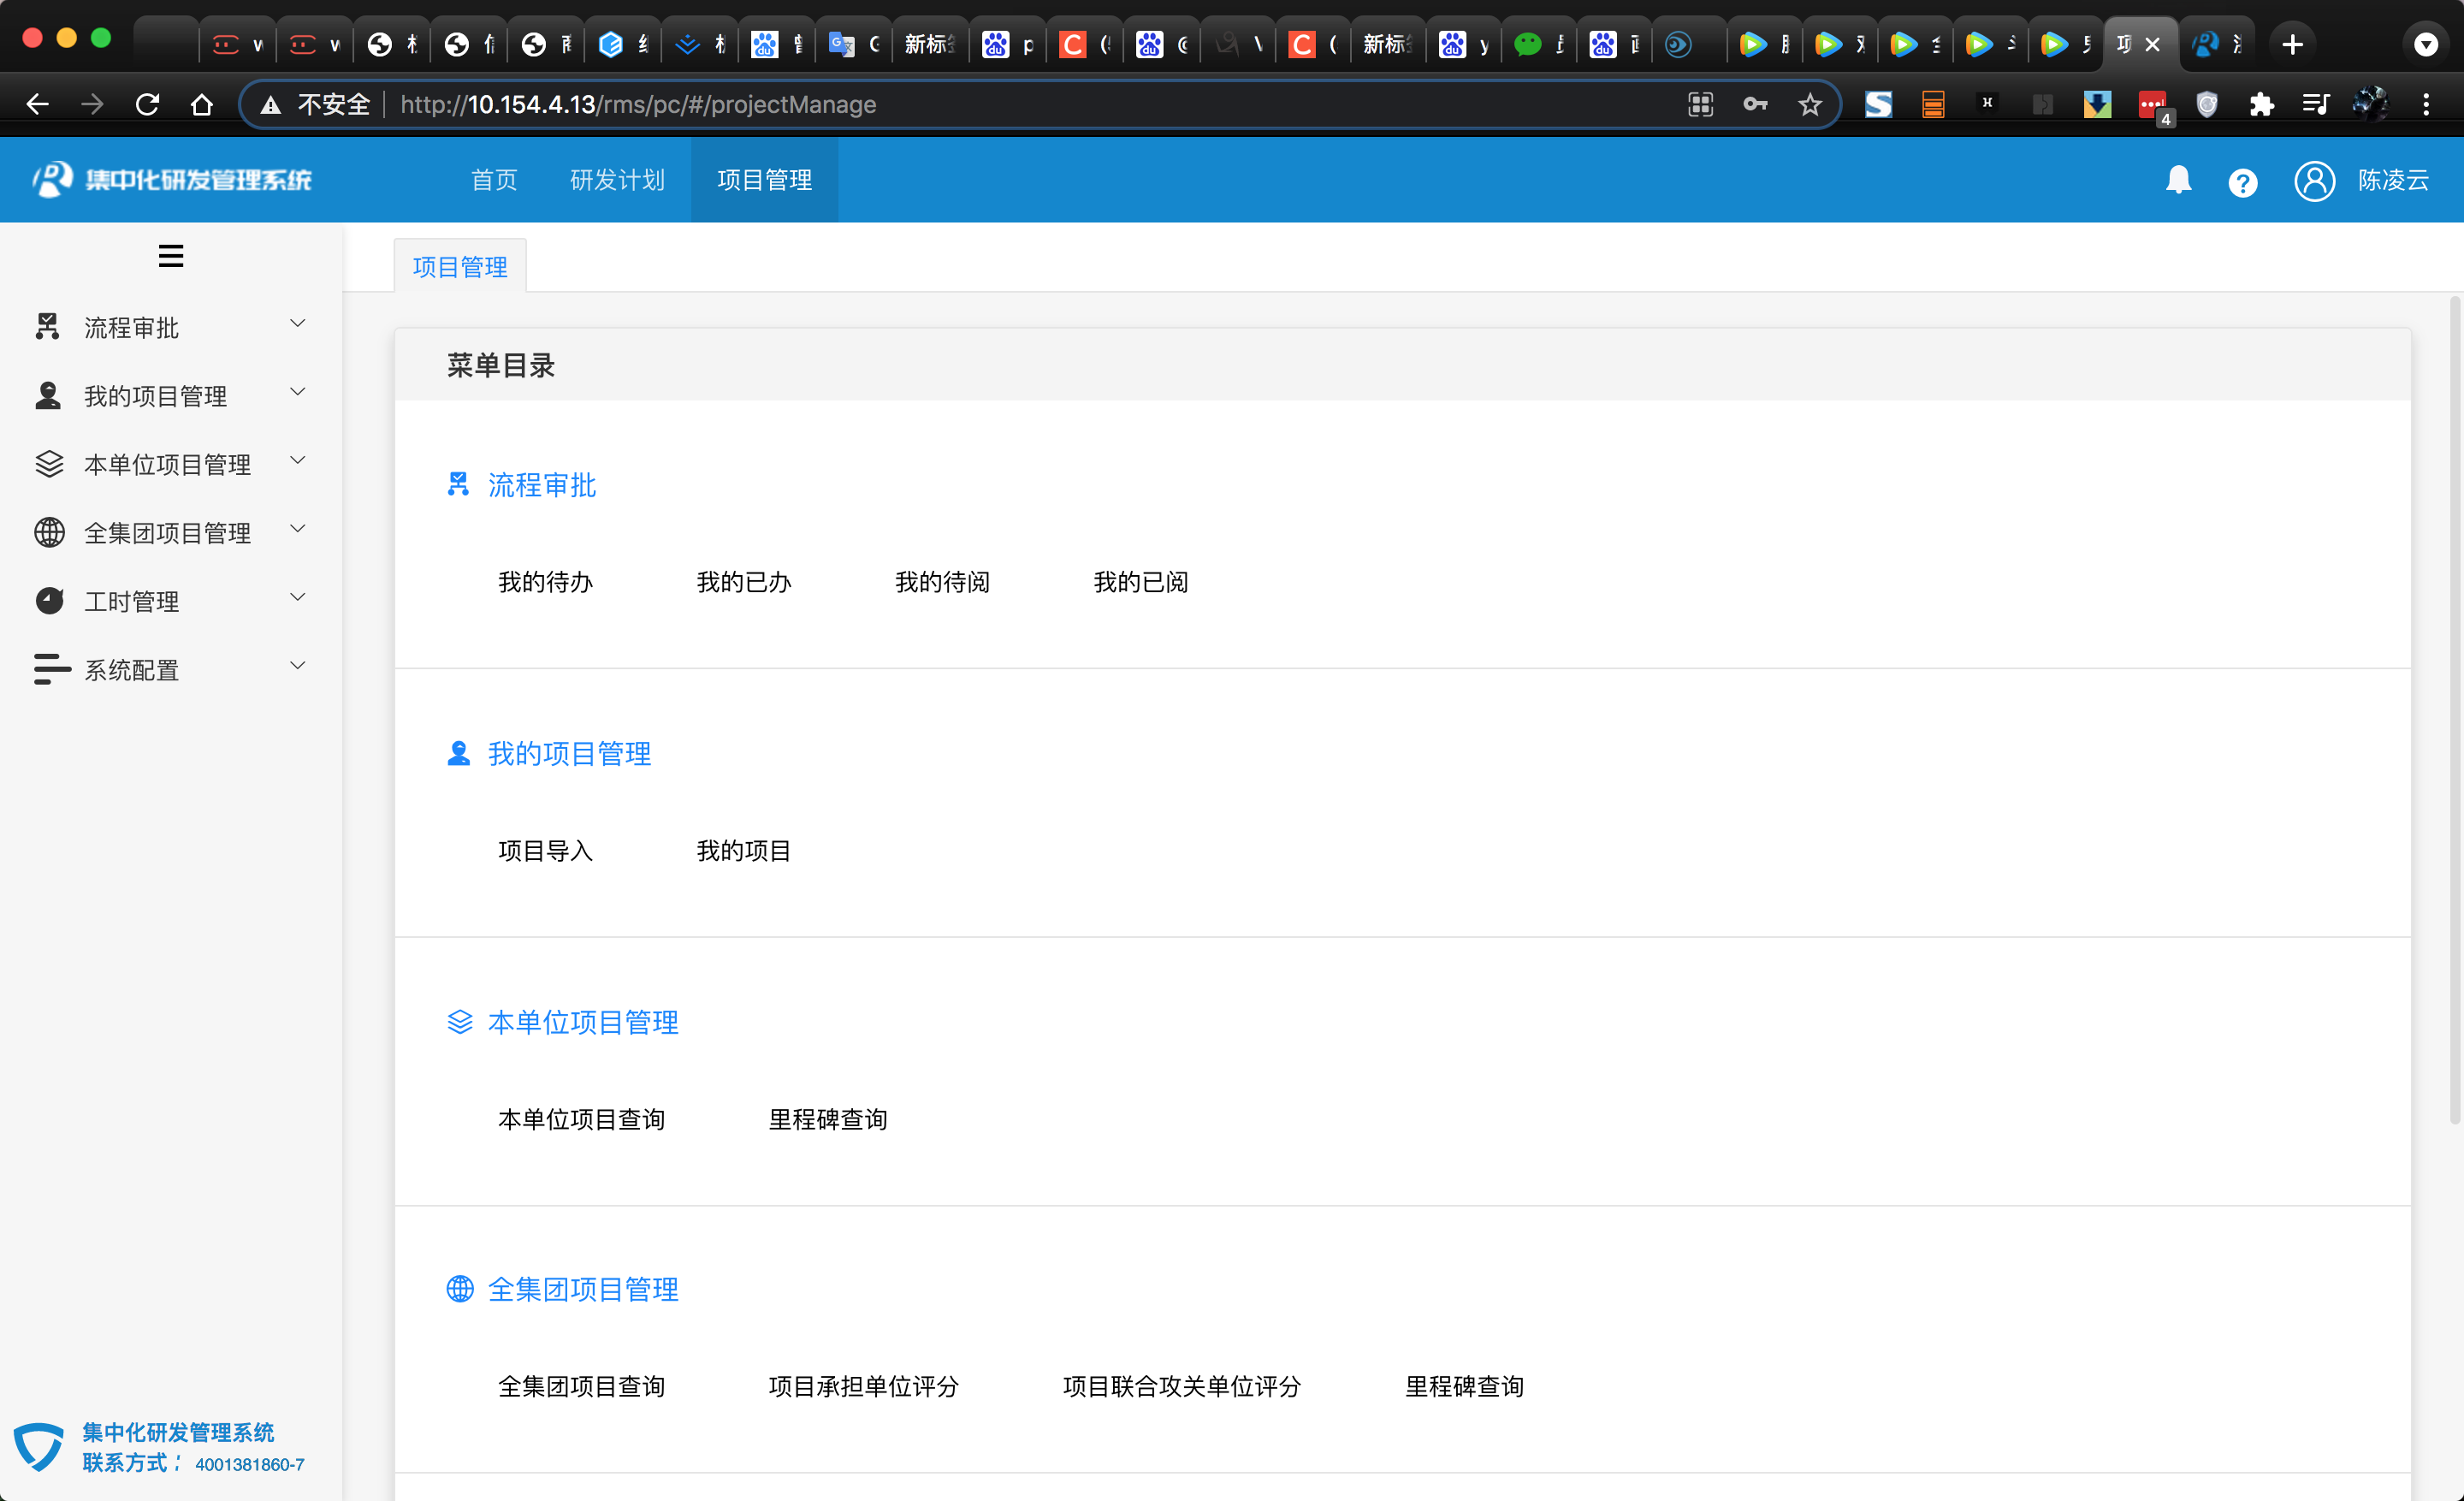 新标
新标
不安全
http://10.154.4.13/rms/pc/#/projectManage
4
集中化研发管理系统
首页
研发计划
项目管理
陈凌云
项目管理
流程审批
我的项目管理
本单位项目管理
全集团项目管理
工时管理
系统配置
菜单目录
流程审批
我的待办 我的已办 我的待阅 我的已阅
我的项目管理
项目导入 我的项目
本单位项目管理
本单位项目查询 里程碑查询
全集团项目管理
全集团项目查询 项目承担单位评分 项目联合攻关单位评分 里程碑查询
集中化研发管理系统
联系方式： 4001381860-7